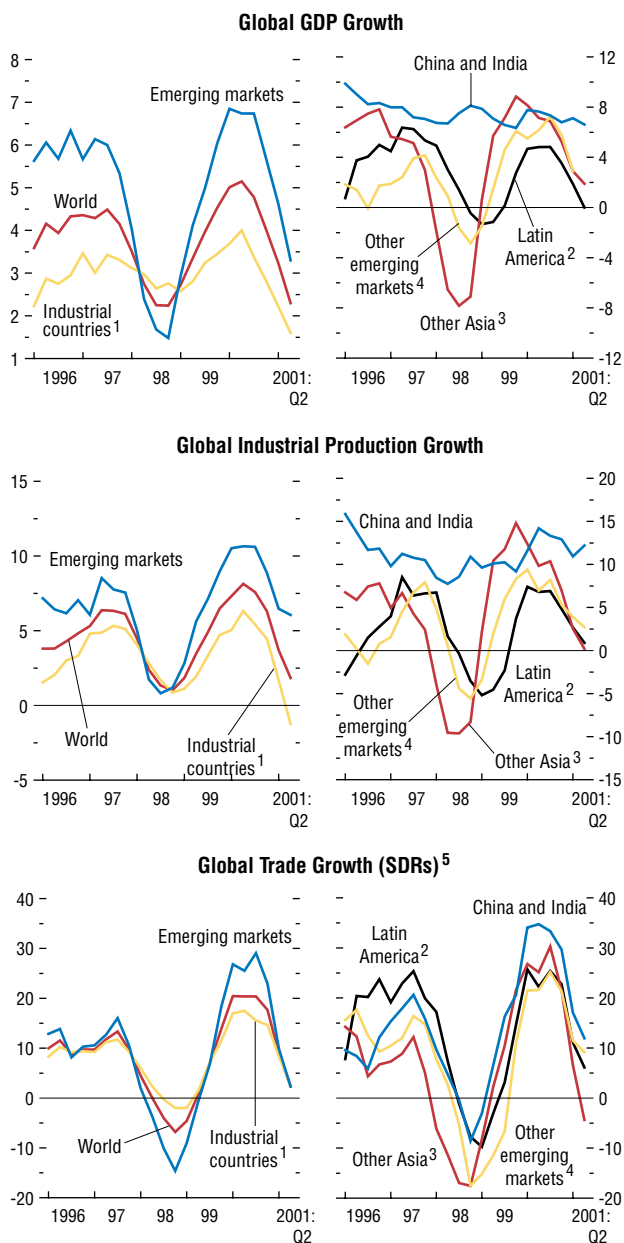 Global GDP Growth
8
7
6
5
4
3
2
1
Emerging markets
World
Industrial
countries1
1996 97 98 99 2001:
Q2
12
8
4
0
-4
-8
-12
China and India
Latin
America2
Other
emerging
markets4
Other Asia3
1996 97 98 99 2001:
Q2
Global Industrial Production Growth
15
10
5
0
-5
Emerging markets
World
Industrial
countries1
1996 97 98 99 2001:
Q2
20
15
10
5
0
-5
-10
-15
China and India
Latin
America2
Other
emerging
markets4
Other Asia3
1996 97 98 99 2001:
Q2
Global Trade Growth (SDRs)5
40
30
20
10
0
-10
-20
Emerging markets
World
Industrial
countries1
1996 97 98 99 2001:
Q2
40
30
20
10
0
-10
-20
China and India
Latin
America2
Other Asia3
Other
emerging
markets4
1996 97 98 99 2001:
Q2